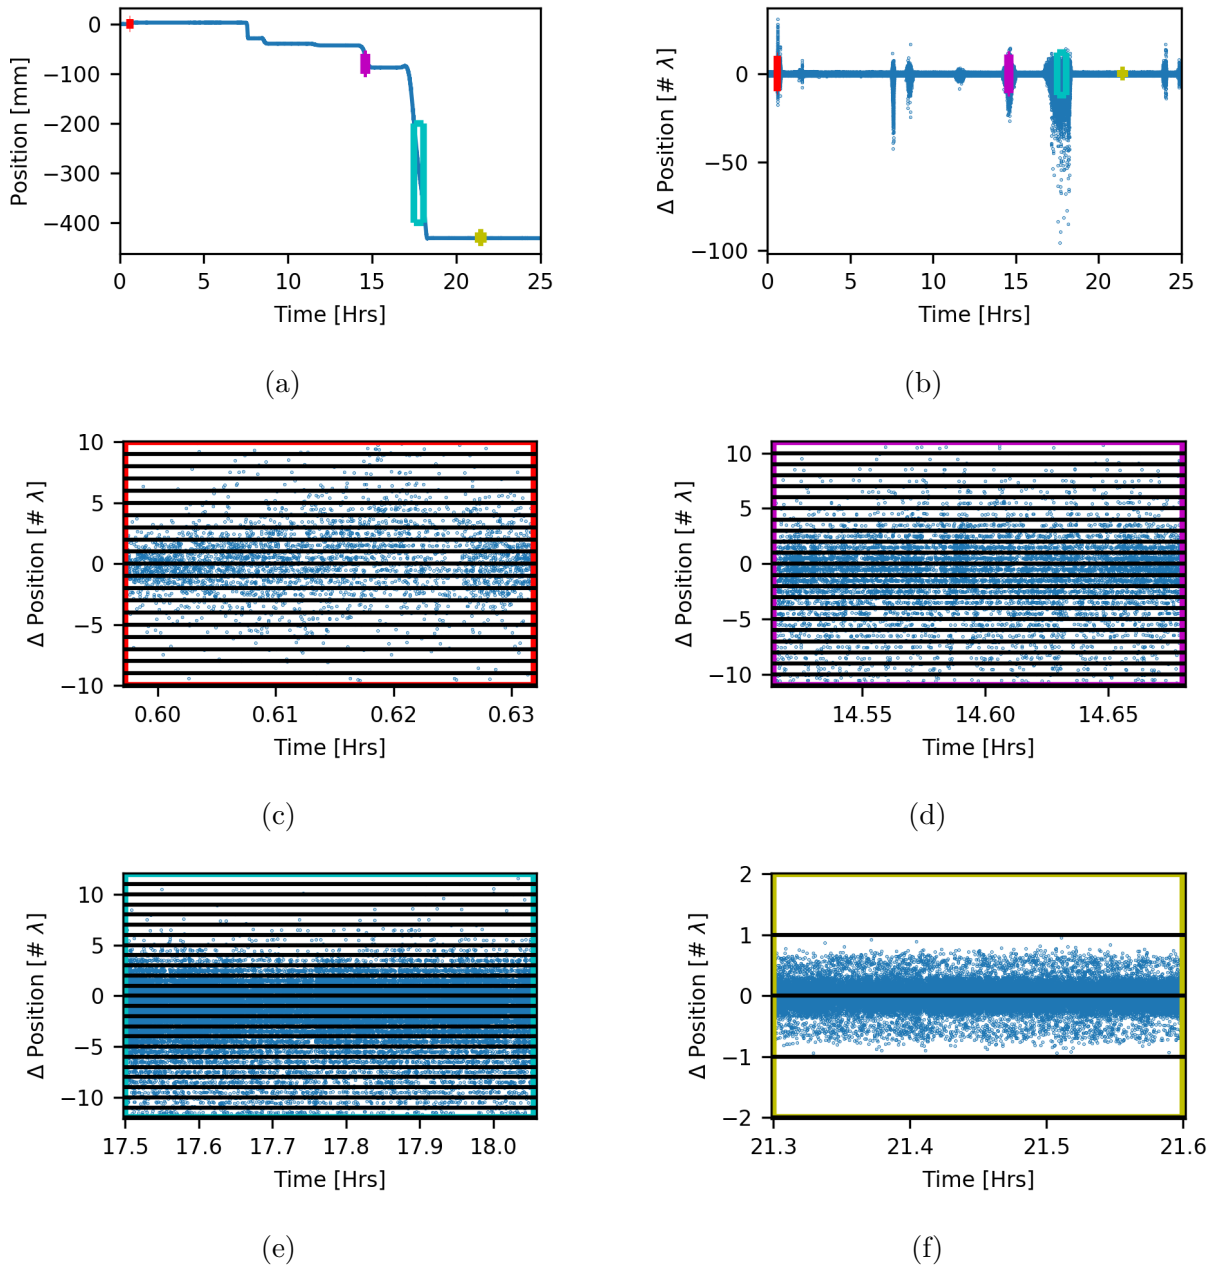 0
−100
−200
−300
−400
Position [mm]
0 5 10 15 20 25
Time [Hrs]
(a)
0
−50
−100
Δ Position [# λ]
0 5 10 15 20 25
Time [Hrs]
(b)
10
5
0
−5
−10
Δ Position [# λ]
0.60 0.61 0.62 0.63
Time [Hrs]
(c)
10
5
0
−5
−10
Δ Position [# λ]
14.55 14.60 14.65
Time [Hrs]
(d)
10
5
0
−5
−10
Δ Position [# λ]
17.5 17.6 17.7 17.8 17.9 18.0
Time [Hrs]
(e)
2
1
0
−1
−2
Δ Position [# λ]
21.3 21.4 21.5 21.6
Time [Hrs]
(f)